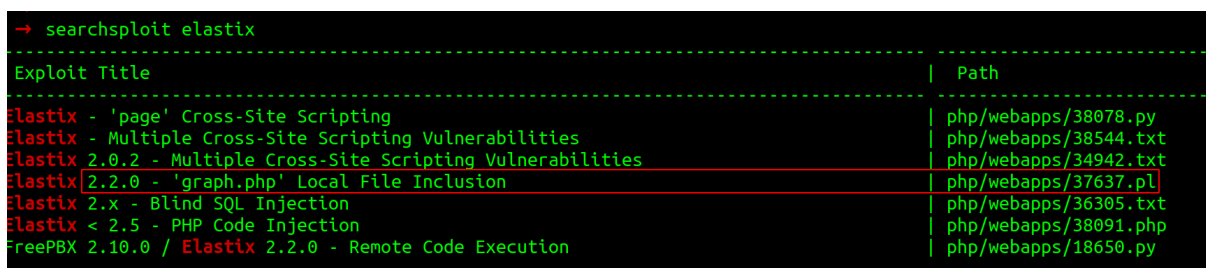 → searchsploit elastix
--------------------------------------------------------------------------------------------- ---------------------------
Exploit Title | Path
--------------------------------------------------------------------------------------------- ---------------------------
Elastix - 'page' Cross-Site Scripting | php/webapps/38078.py
Elastix - Multiple Cross-Site Scripting Vulnerabilities | php/webapps/38544.txt
Elastix 2.0.2 - Multiple Cross-Site Scripting Vulnerabilities | php/webapps/34942.txt
Elastix 2.2.0 - 'graph.php' Local File Inclusion | php/webapps/37637.pl
Elastix 2.x - Blind SQL Injection | php/webapps/36305.txt
Elastix < 2.5 - PHP Code Injection | php/webapps/38091.php
FreePBX 2.10.0 / Elastix 2.2.0 - Remote Code Execution | php/webapps/18650.py